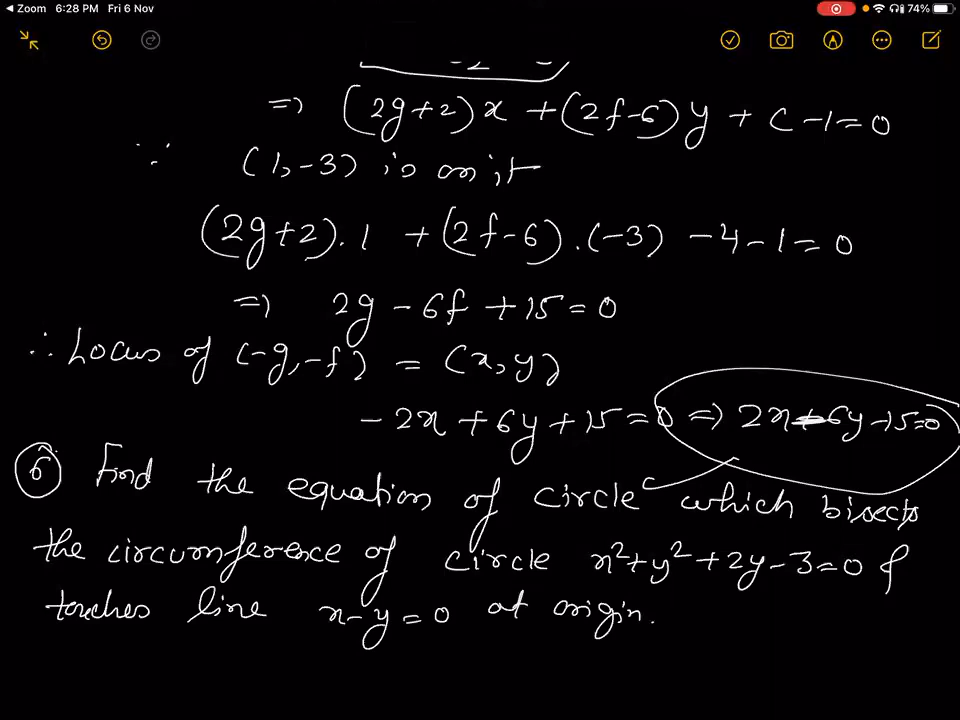 Zoom 6:28 PM Fri 6 Nov 74%
=> (2g+2)x + (2f-6)y + c-1=0
∵ (1,-3) is on it
(2g+2).1 + (2f-6).(-3) -4-1=0
=> 2g - 6f + 15 = 0
∴ Locus of (-g,-f) = (x,y)
-2x + 6y + 15 = 0 => 2x-6y-15=0
6 Find the equation of circle which bisects
the circumference of circle x²+y²+2y-3=0 &
touches line x-y=0 at origin.